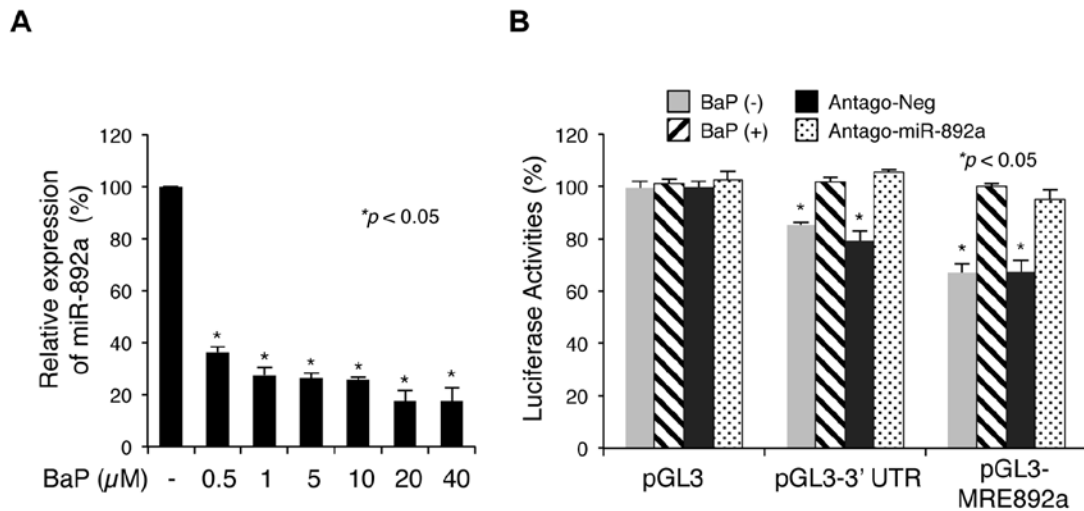 A
Relative expression
of miR-892a (%)
120
100
80
60
40
20
0
*p < 0.05
*
*
*
*
*
*
BaP (µM) - 0.5 1 5 10 20 40
B
BaP (-) Antago-Neg
BaP (+) Antago-miR-892a
Luciferase Activities (%)
120
100
80
60
40
20
0
*p < 0.05
* * * *
pGL3 pGL3-3’ UTR pGL3-
MRE892a